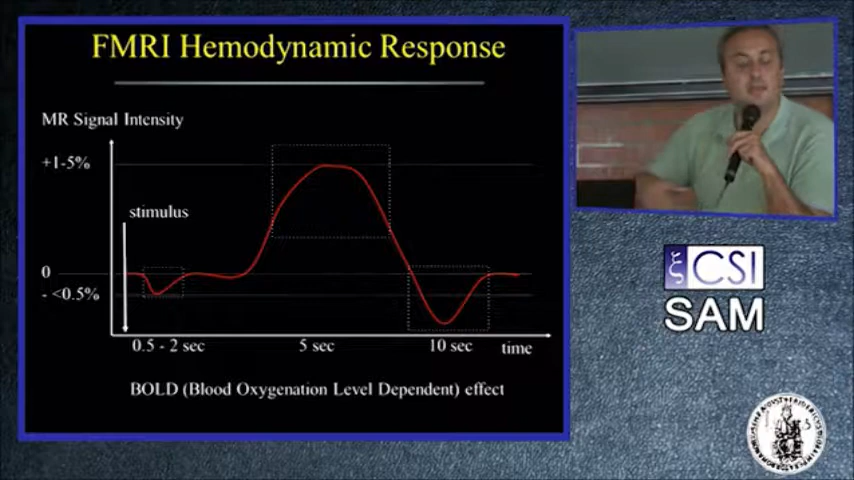 FMRI Hemodynamic Response
MR Signal Intensity
+1-5%
stimulus
0
- <0.5%
0.5 - 2 sec
5 sec
10 sec
time
BOLD (Blood Oxygenation Level Dependent) effect
ξ CSI
SAM